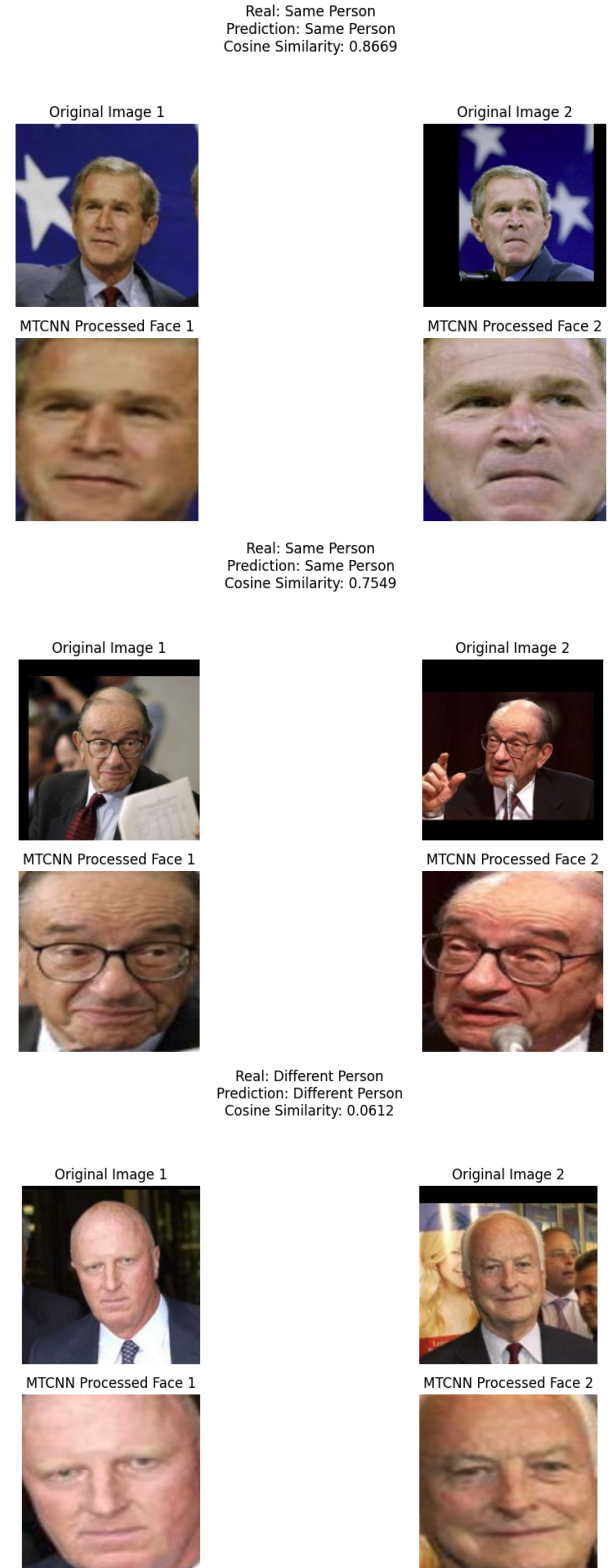 Real: Same Person
Prediction: Same Person
Cosine Similarity: 0.8669
Original Image 1
Original Image 2
MTCNN Processed Face 1
MTCNN Processed Face 2
Real: Same Person
Prediction: Same Person
Cosine Similarity: 0.7549
Original Image 1
Original Image 2
MTCNN Processed Face 1
MTCNN Processed Face 2
Real: Different Person
Prediction: Different Person
Cosine Similarity: 0.0612
Original Image 1
Original Image 2
MTCNN Processed Face 1
MTCNN Processed Face 2